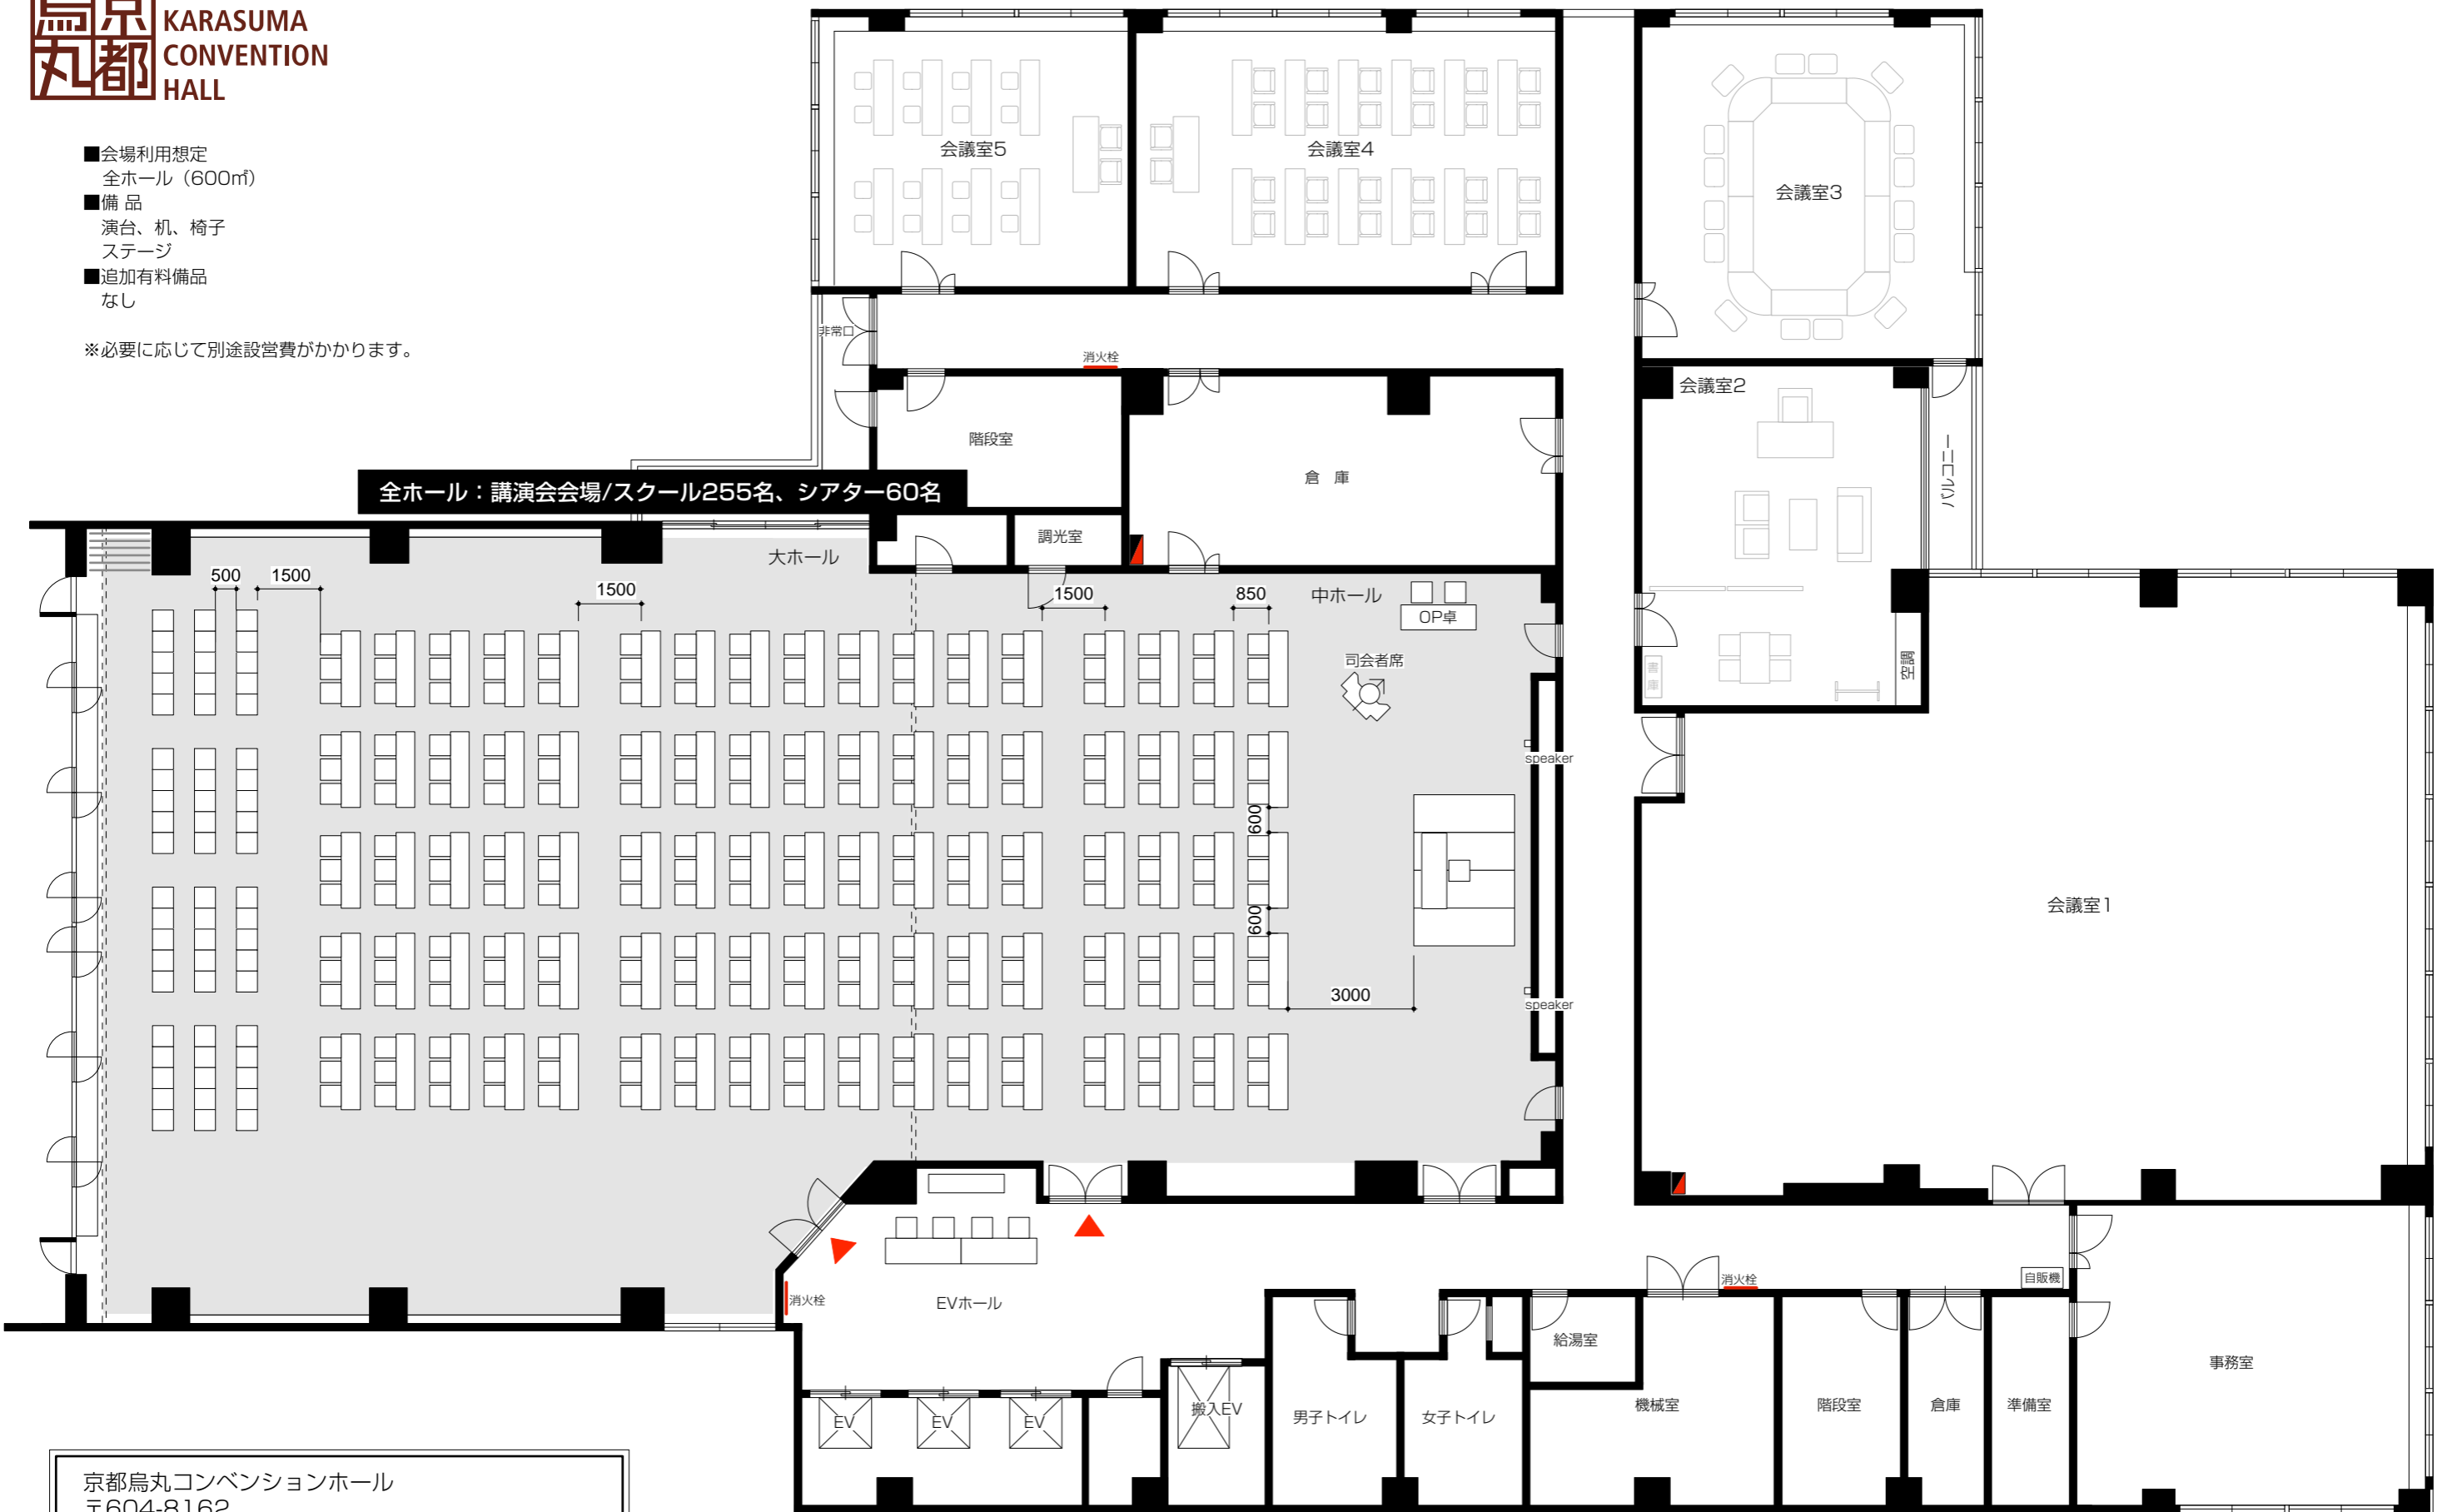 京都
烏丸
KARASUMA
CONVENTION
HALL
■会場利用想定
全ホール（600㎡）
■備 品
演台、机、椅子
ステージ
■追加有料備品
なし
※必要に応じて別途設営費がかかります。
会議室5
会議室4
会議室3
非常口
消火栓
会議室2
階段室
倉 庫
バルコニー
全ホール：講演会会場/スクール255名、シアター60名
調光室
大ホール
中ホール
500
1500
1500
1500
850
OP卓
司会者席
書庫
空調
speaker
600
600
会議室1
3000
speaker
消火栓
EVホール
消火栓
自販機
給湯室
事務室
EV
EV
EV
搬入EV
男子トイレ
女子トイレ
機械室
階段室
倉庫
準備室
京都烏丸コンベンションホール
〒604-8162